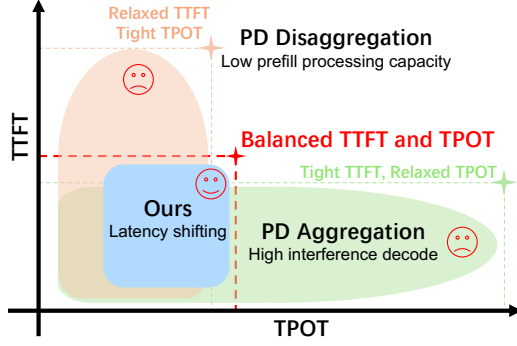 Relaxed TTFT
Tight TPOT
PD Disaggregation
Low prefill processing capacity
TTFT
Balanced TTFT and TPOT
Tight TTFT, Relaxed TPOT
Ours
Latency shifting
PD Aggregation
High interference decode
TPOT